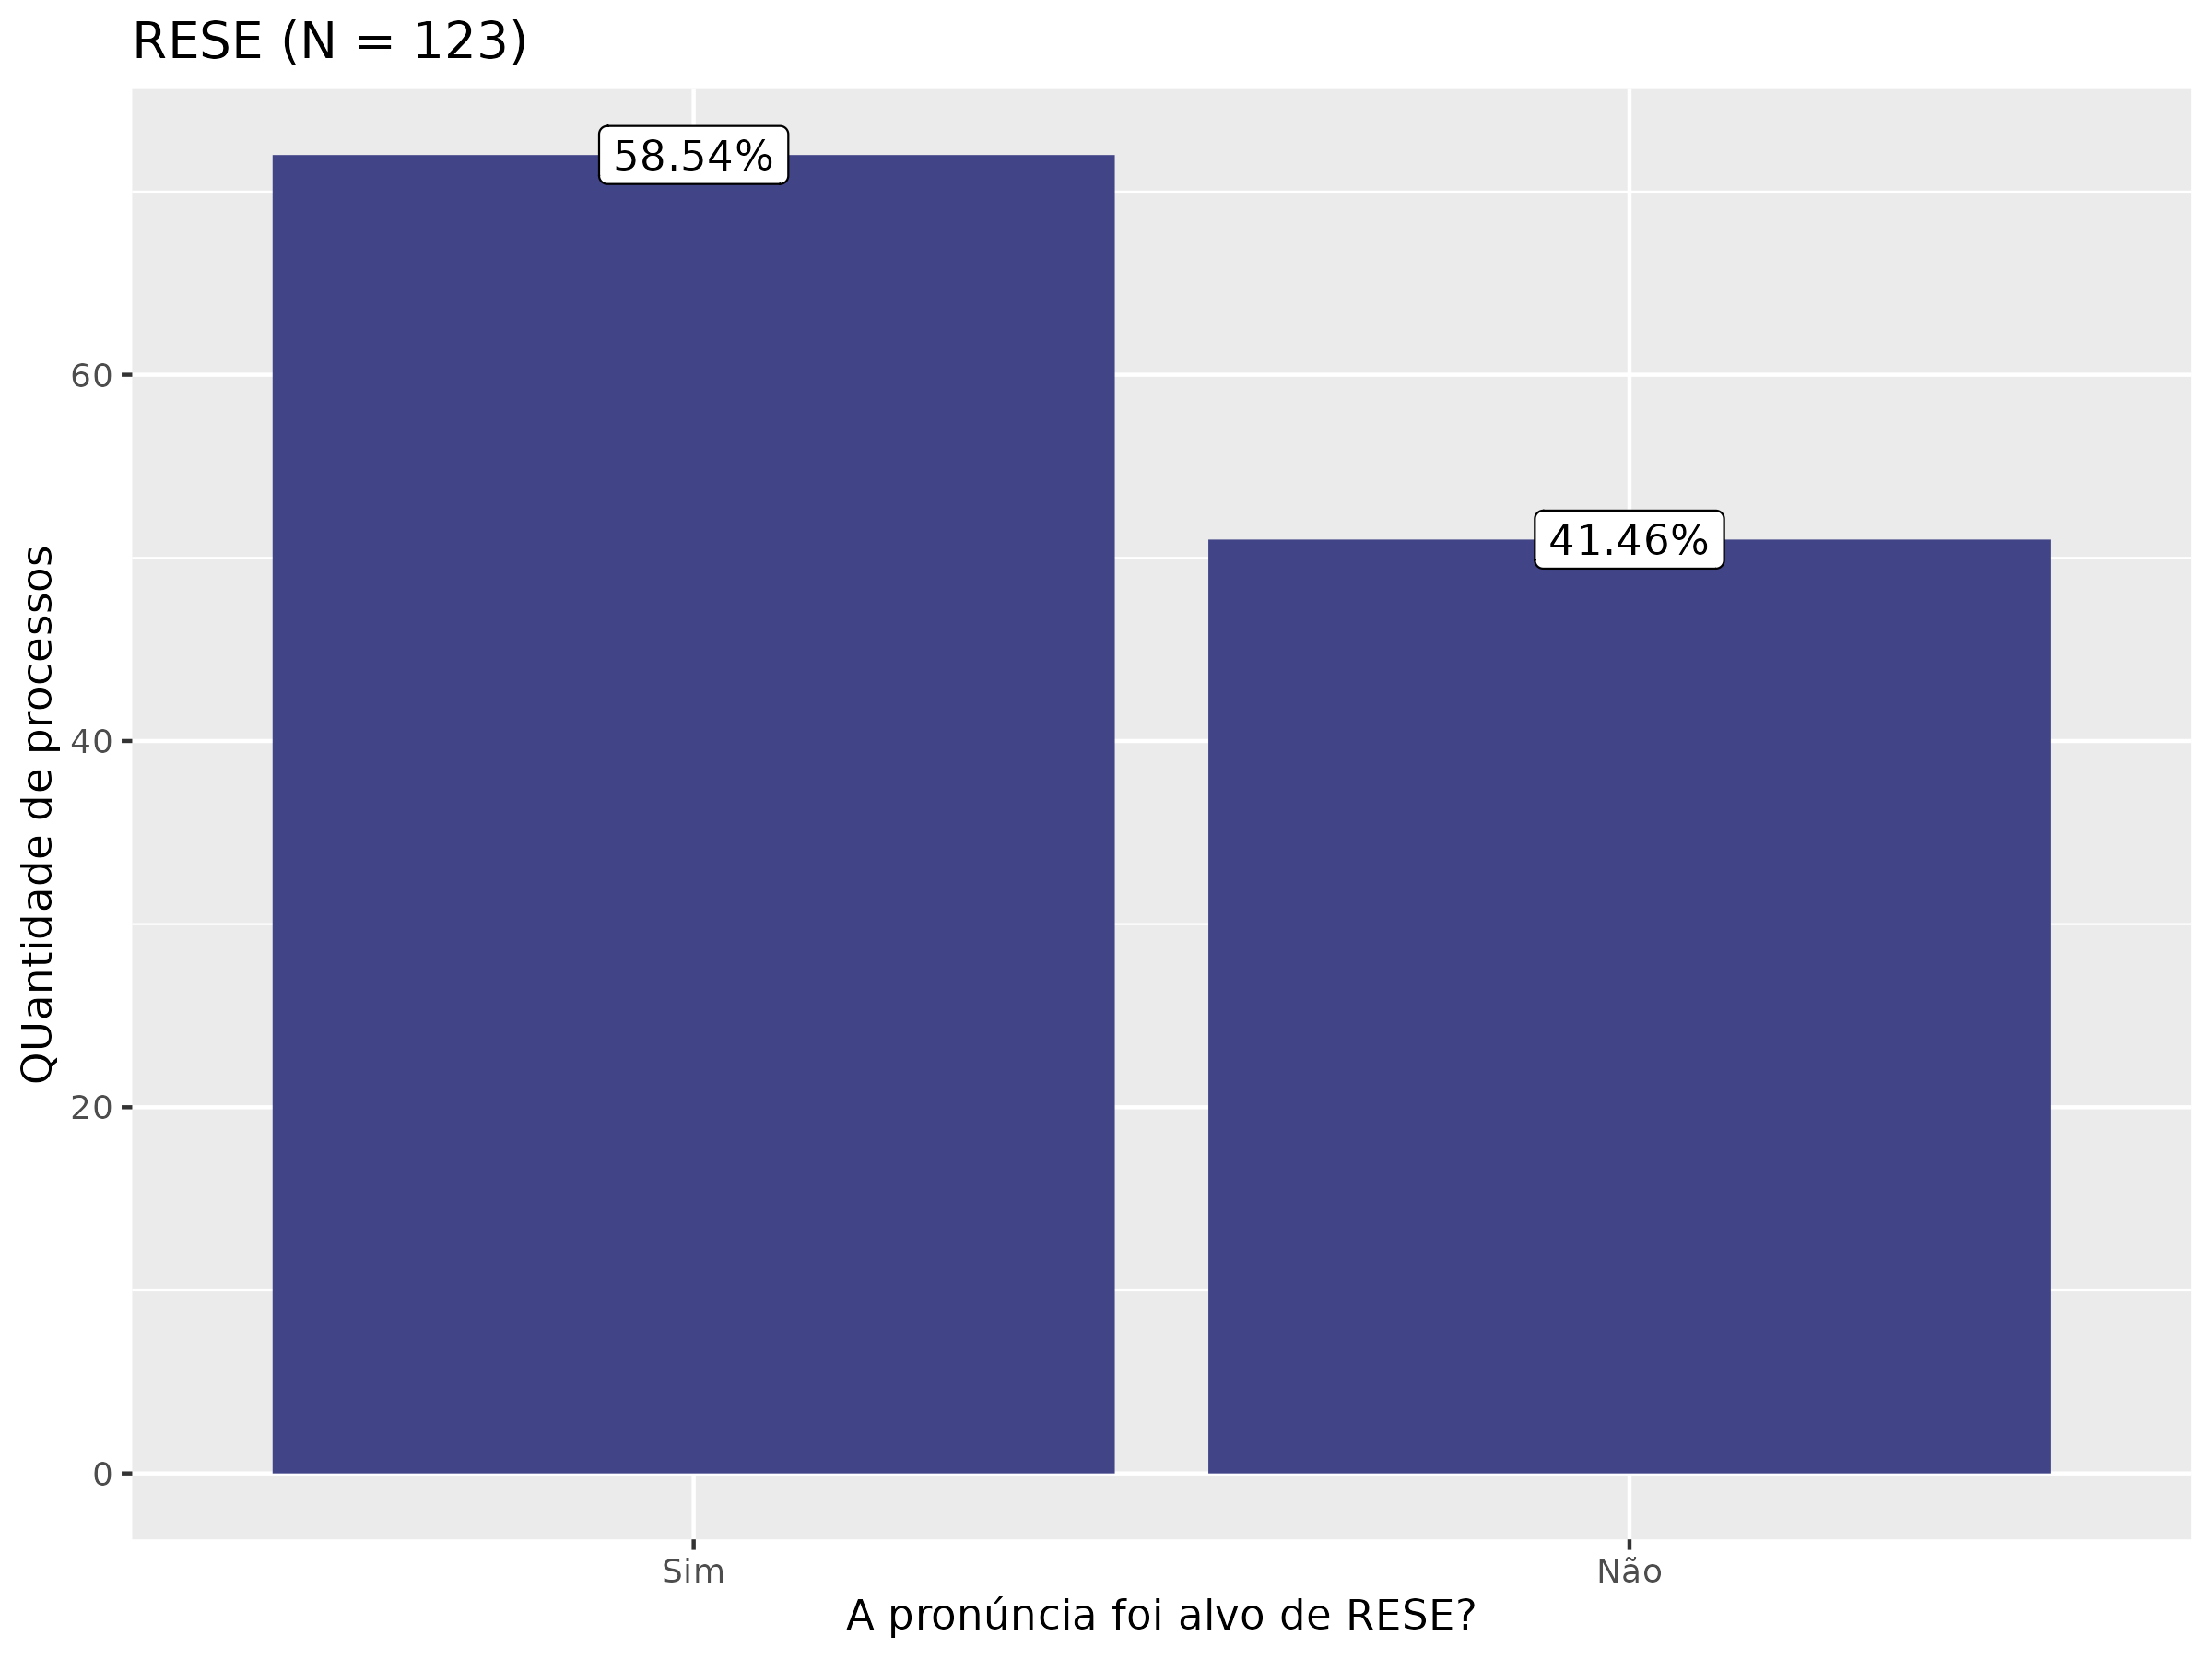 RESE (N = 123)
58.54%
41.46%
QUantidade de processos
60
40
20
0
Sim
Não
A pronúncia foi alvo de RESE?